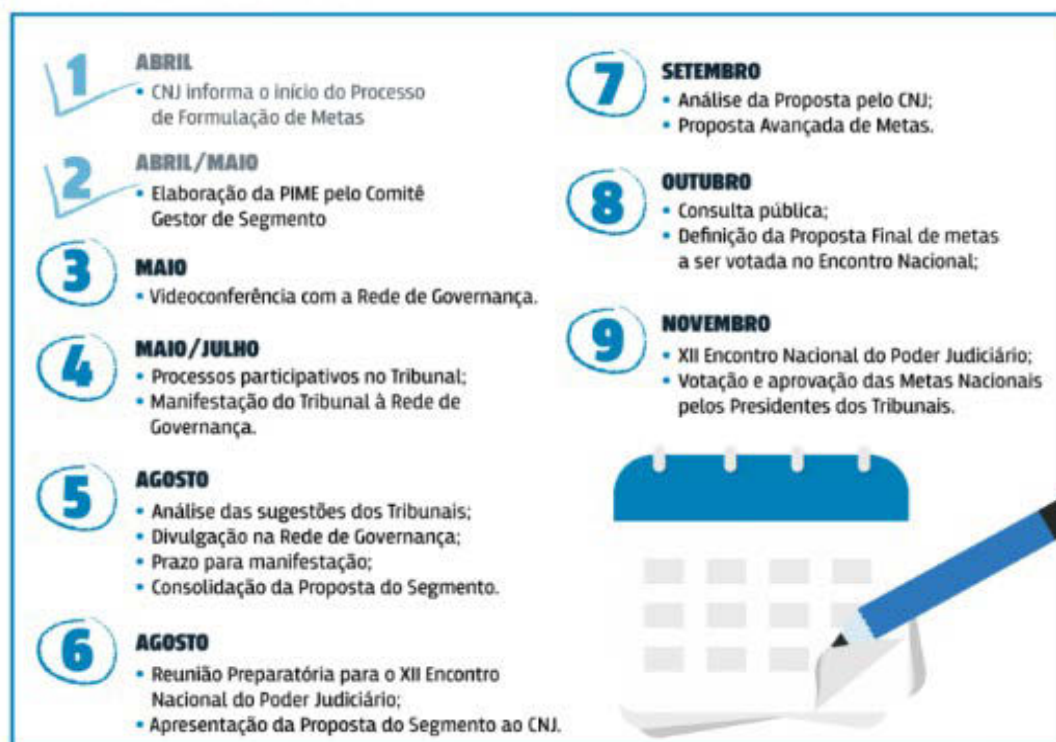 1
ABRIL
• CNJ informa o início do Processo
de Formulação de Metas
2
ABRIL/MAIO
• Elaboração da PIME pelo Comitê
Gestor de Segmento
3
MAIO
• Videoconferência com a Rede de Governança.
4
MAIO/JULHO
• Processos participativos no Tribunal;
• Manifestação do Tribunal à Rede de
Governança.
5
AGOSTO
• Análise das sugestões dos Tribunais;
• Divulgação na Rede de Governança;
• Prazo para manifestação;
• Consolidação da Proposta do Segmento.
6
AGOSTO
• Reunião Preparatória para o XII Encontro
Nacional do Poder Judiciário;
• Apresentação da Proposta do Segmento ao CNJ.
7
SETEMBRO
• Análise da Proposta pelo CNJ;
• Proposta Avançada de Metas.
8
OUTUBRO
• Consulta pública;
• Definição da Proposta Final de metas
a ser votada no Encontro Nacional;
9
NOVEMBRO
• XII Encontro Nacional do Poder Judiciário;
• Votação e aprovação das Metas Nacionais
pelos Presidentes dos Tribunais.